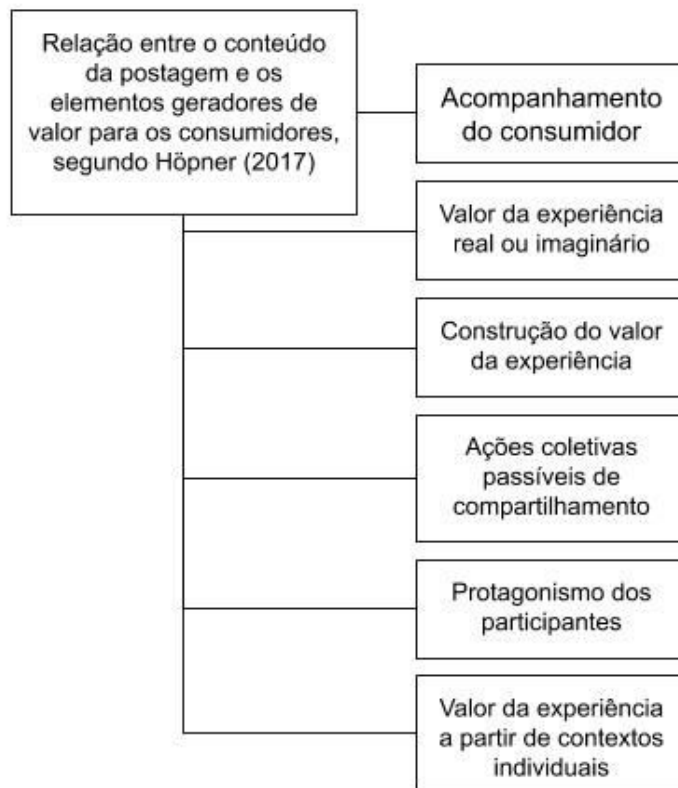 Relação entre o conteúdo
da postagem e os
elementos geradores de
valor para os consumidores,
segundo Höpner (2017)
Acompanhamento
do consumidor
Valor da experiência
real ou imaginário
Construção do valor
da experiência
Ações coletivas
passíveis de
compartilhamento
Protagonismo dos
participantes
Valor da experiência
a partir de contextos
individuais